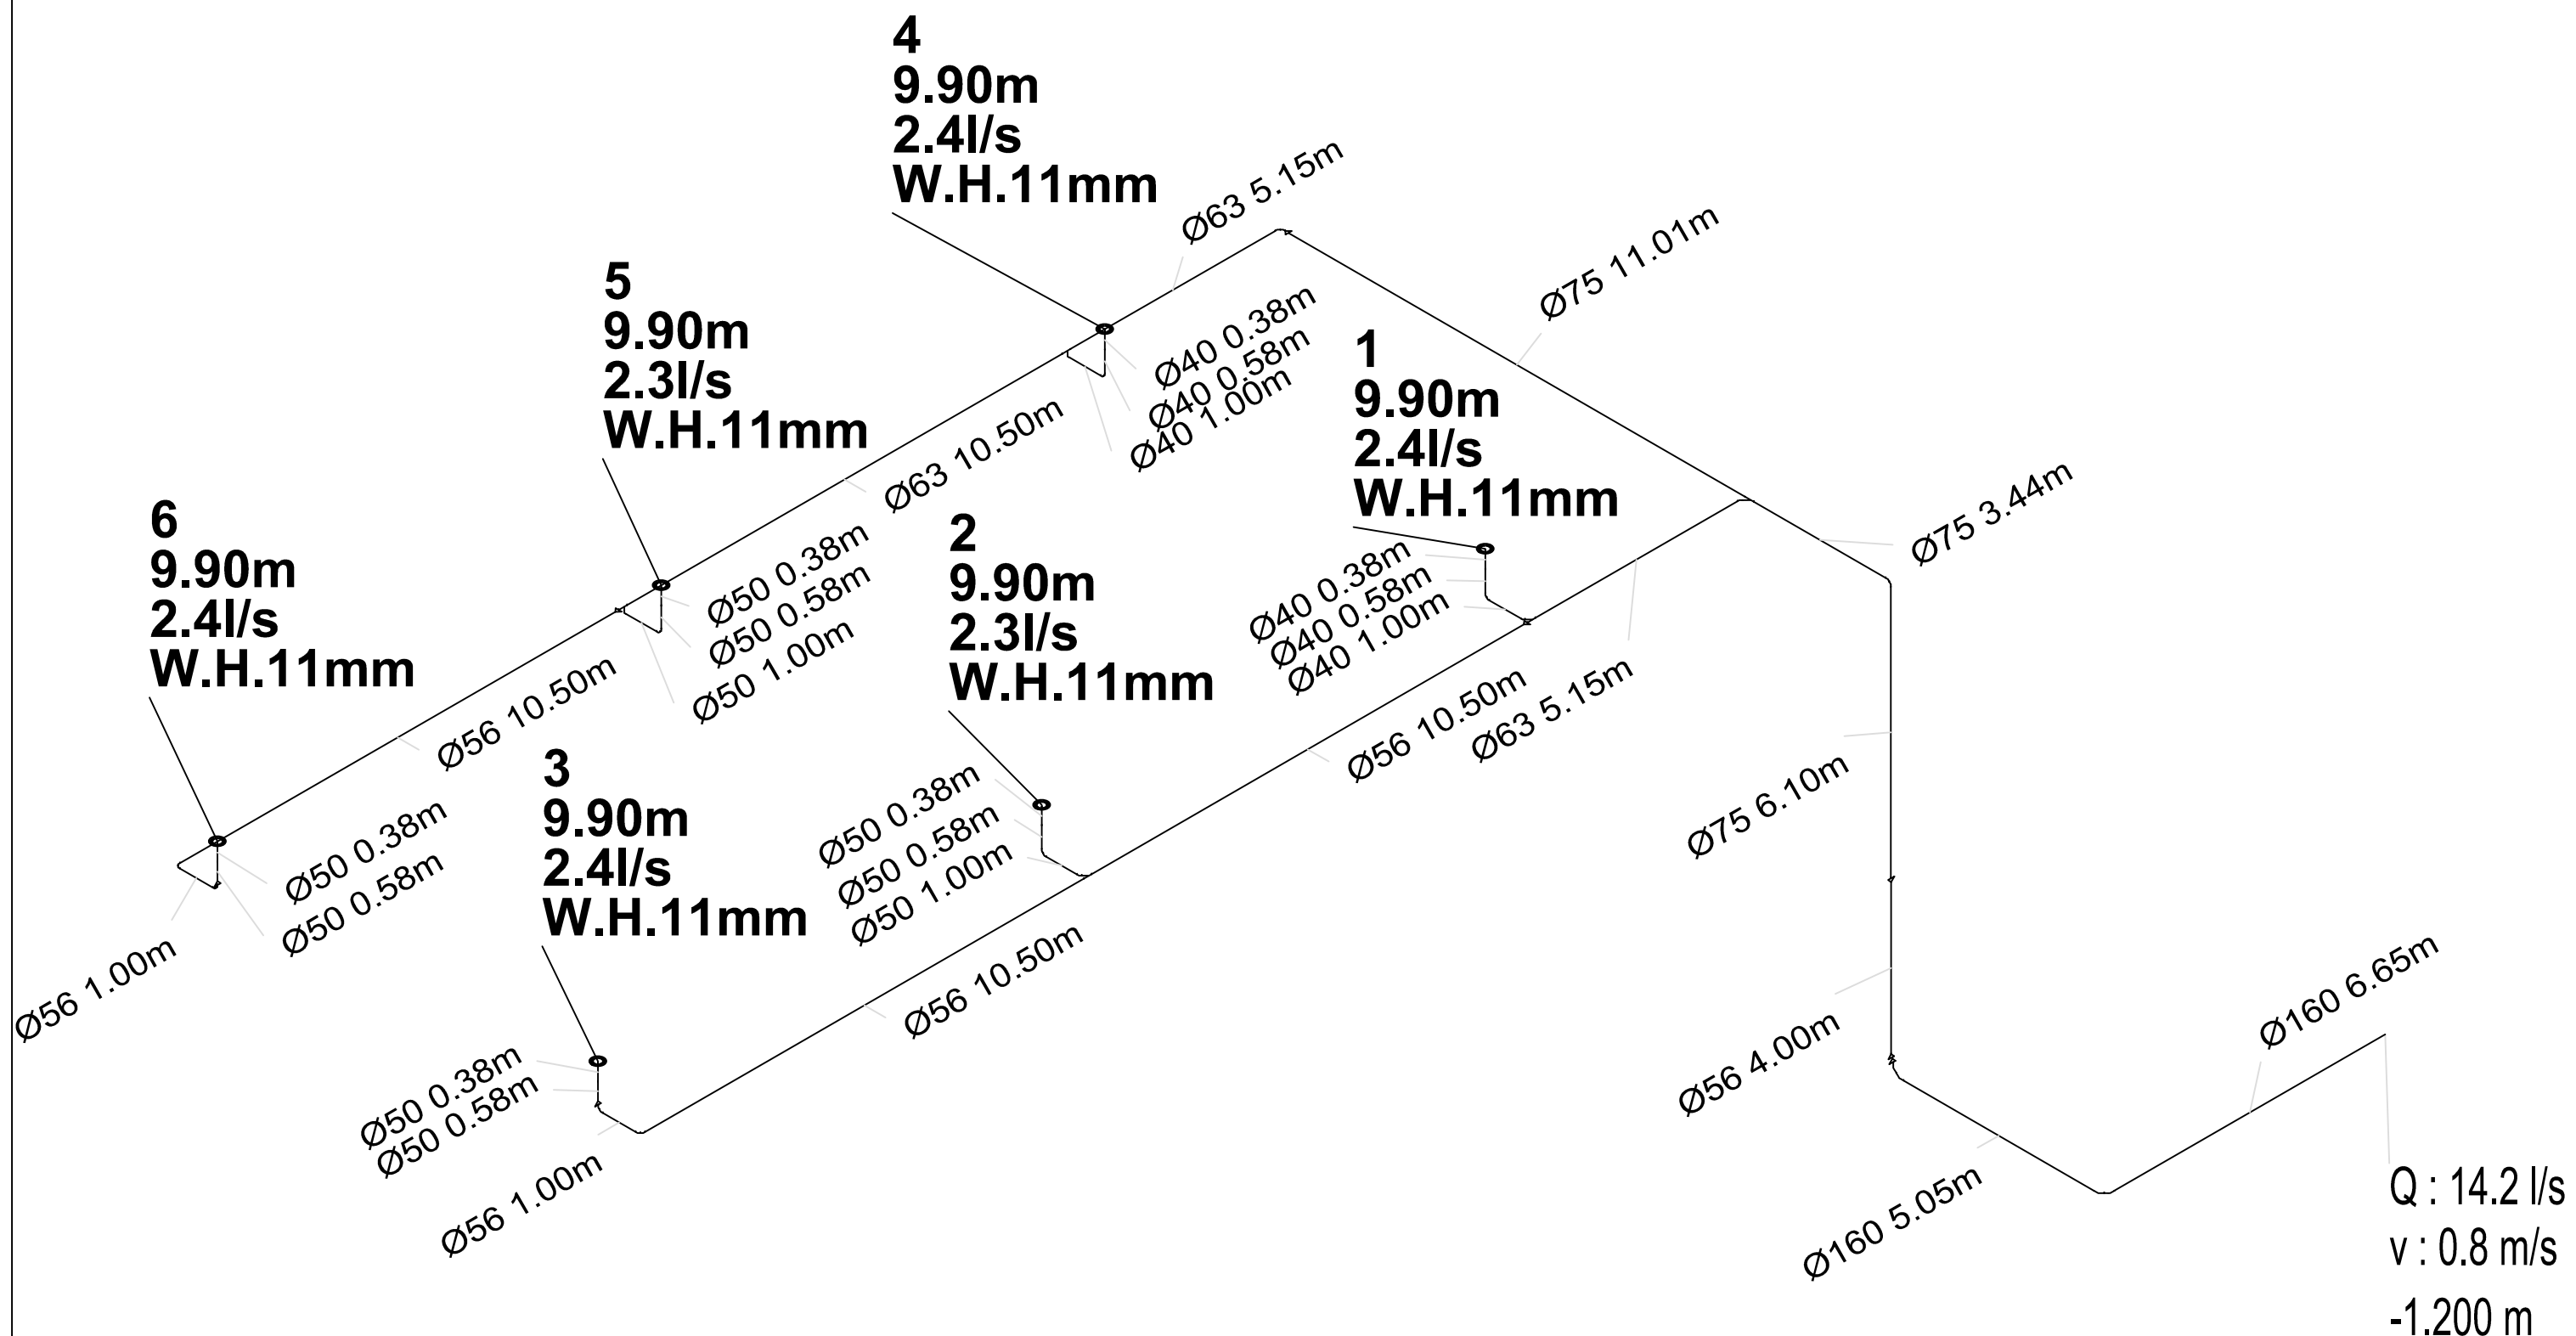 4
9.90m
2.4l/s
W.H.11mm
Ø63 5.15m
Ø75 11.01m
5
9.90m
2.3l/s
W.H.11mm
Ø40 0.38m
Ø40 0.58m
Ø40 1.00m
Ø63 10.50m
1
9.90m
2.4l/s
W.H.11mm
Ø75 3.44m
6
9.90m
2.4l/s
W.H.11mm
Ø50 0.38m
Ø50 0.58m
Ø50 1.00m
Ø56 10.50m
2
9.90m
2.3l/s
W.H.11mm
Ø40 0.38m
Ø40 0.58m
Ø40 1.00m
Ø56 10.50m
Ø63 5.15m
Ø75 6.10m
3
9.90m
2.4l/s
W.H.11mm
Ø50 0.38m
Ø50 0.58m
Ø56 1.00m
Ø50 0.38m
Ø50 0.58m
Ø50 1.00m
Ø56 10.50m
Ø50 0.38m
Ø50 0.58m
Ø56 1.00m
Ø56 4.00m
Ø160 6.65m
Ø160 5.05m
Q : 14.2 l/s
v : 0.8 m/s
-1.200 m